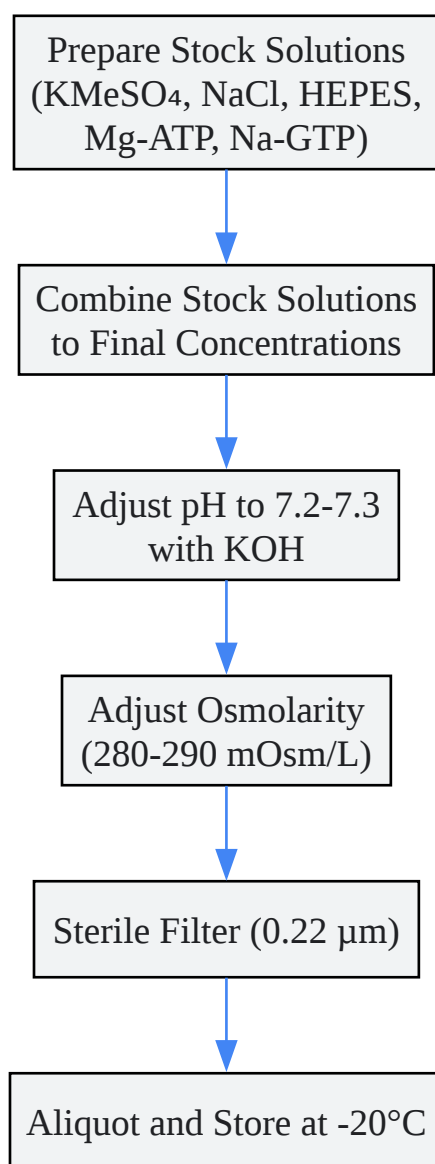 Prepare Stock Solutions
(KMeSO₄, NaCl, HEPES,
Mg-ATP, Na-GTP)
Combine Stock Solutions
to Final Concentrations
Adjust pH to 7.2-7.3
with KOH
Adjust Osmolarity
(280-290 mOsm/L)
Sterile Filter (0.22 µm)
Aliquot and Store at -20°C